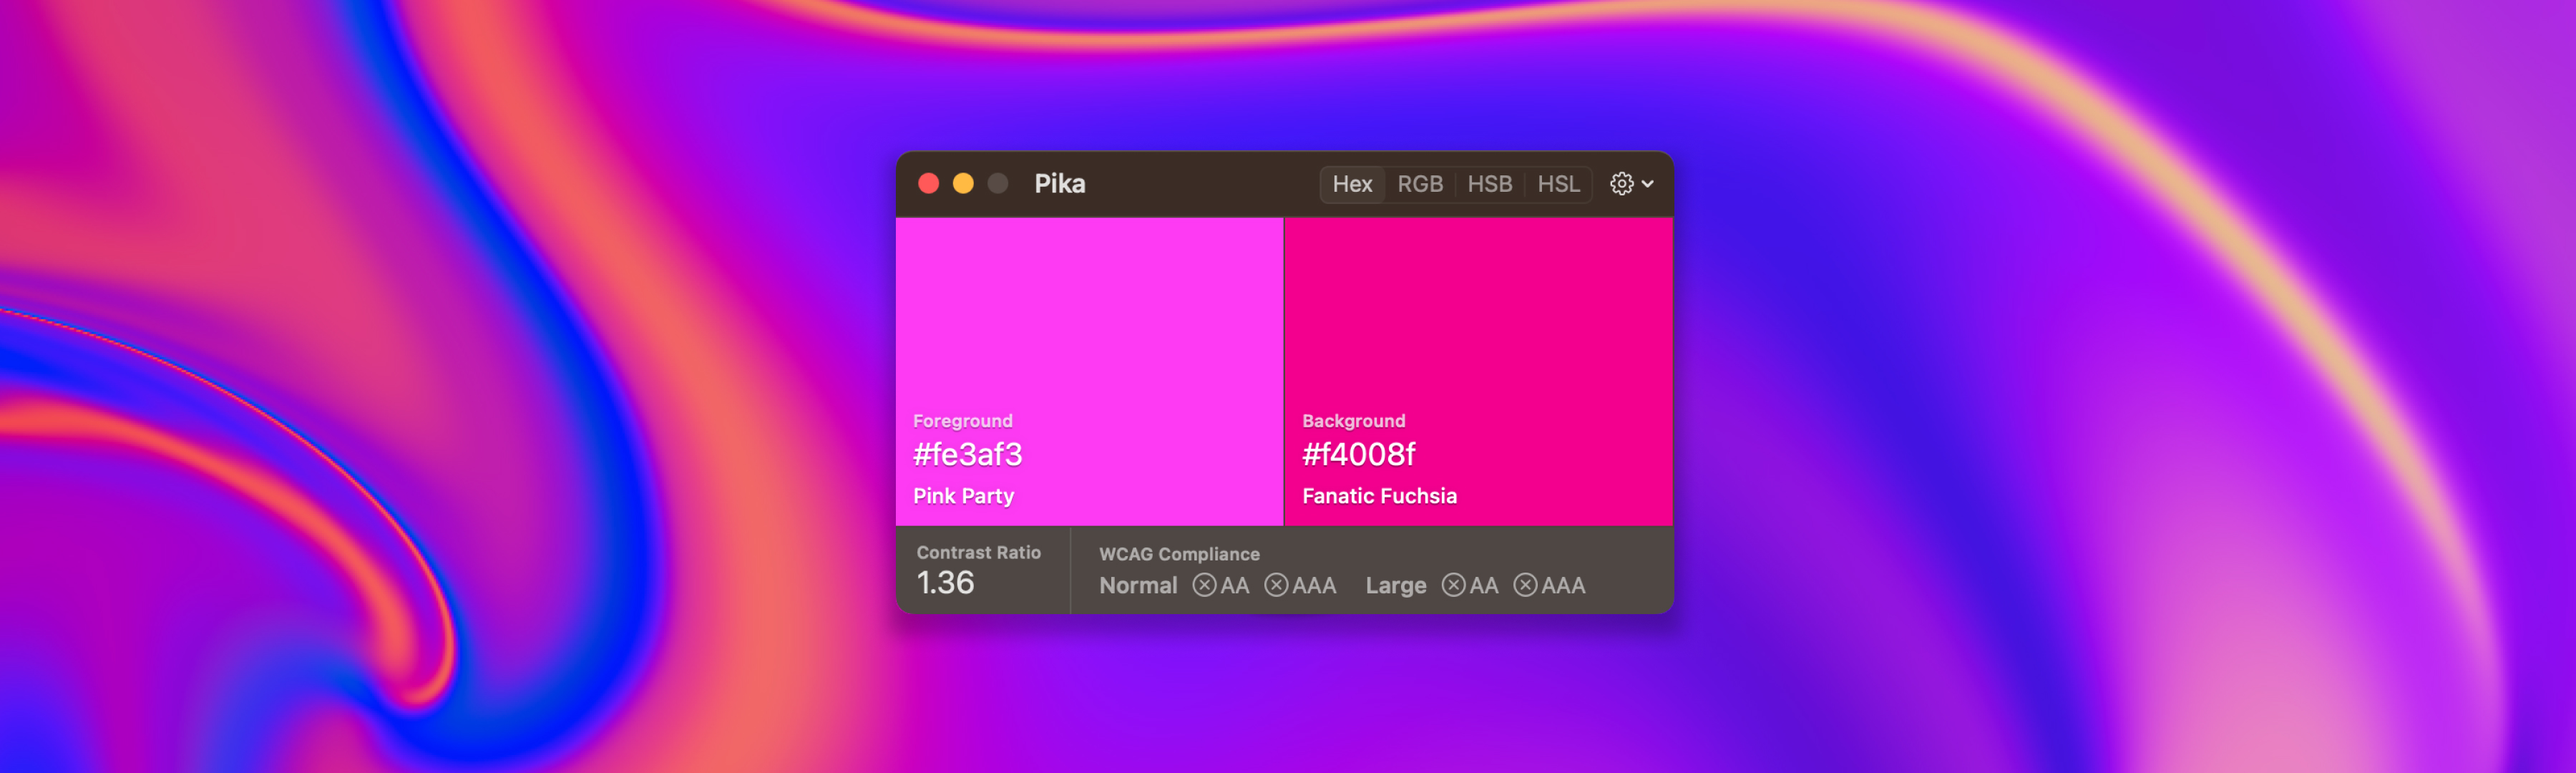 Pika
Hex RGB HSB HSL
Foreground
#fe3af3
Pink Party
Background
#f4008f
Fanatic Fuchsia
Contrast Ratio
1.36
WCAG Compliance
Normal AA AAA Large AA AAA